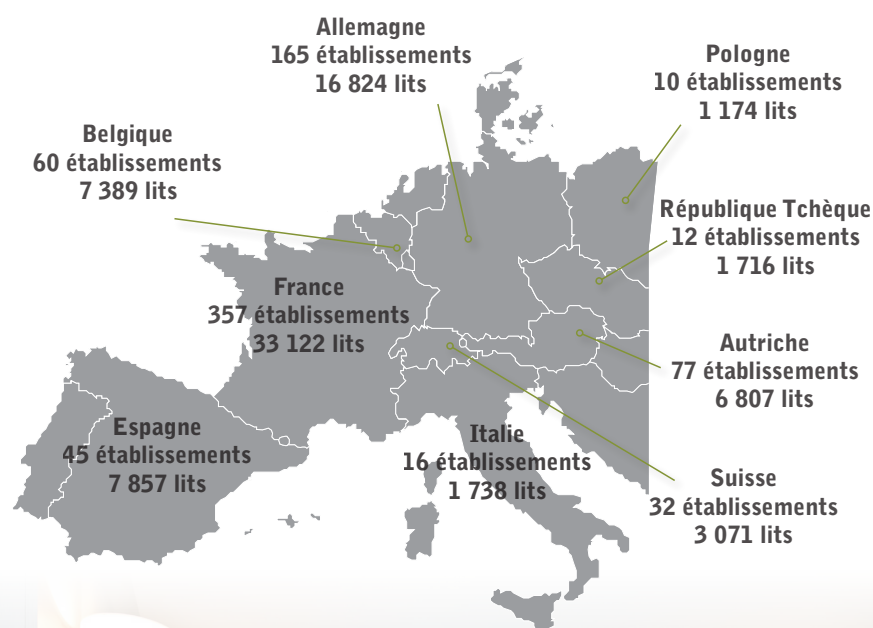 Allemagne
165 établissements
16 824 lits
Pologne
10 établissements
1 174 lits
Belgique
60 établissements
7 389 lits
République Tchèque
12 établissements
1 716 lits
France
357 établissements
33 122 lits
Autriche
77 établissements
6 807 lits
Espagne
45 établissements
7 857 lits
Italie
16 établissements
1 738 lits
Suisse
32 établissements
3 071 lits